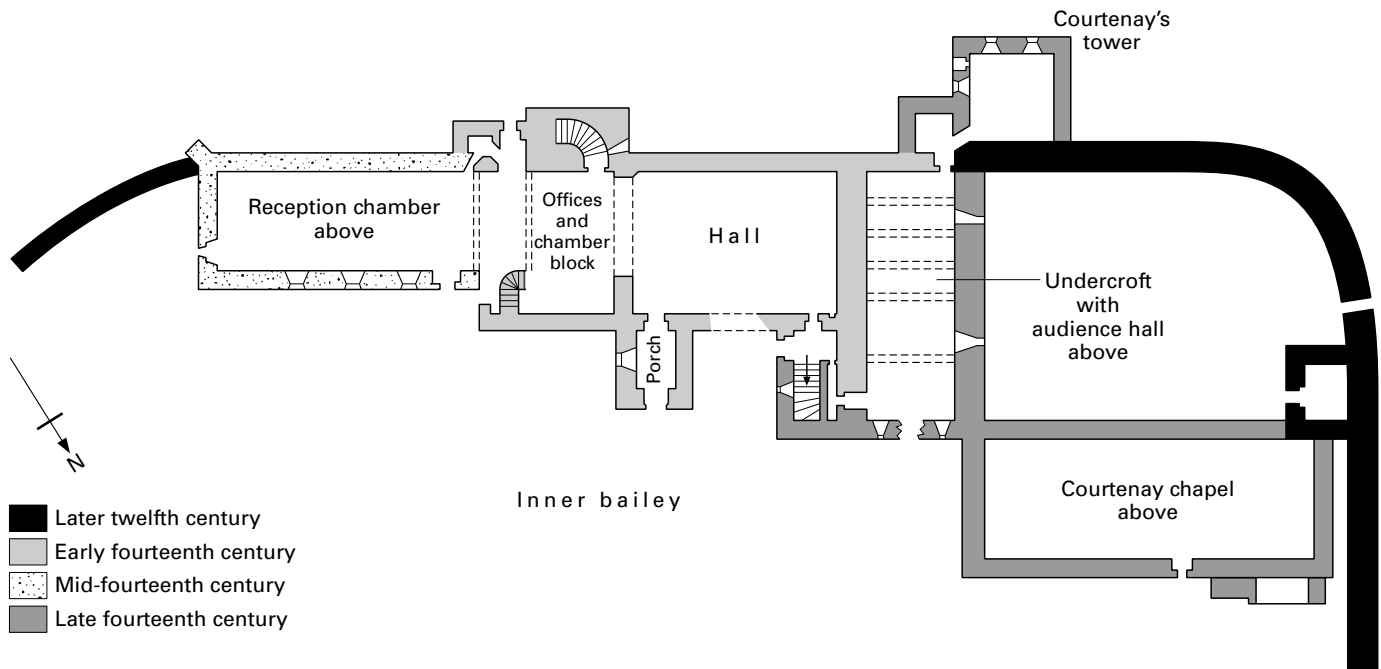 Courtenay's
tower
Reception chamber
above
Offices
and
chamber
block
Hall
Undercroft
with
audience hall
above
Porch
N
Inner bailey
Courtenay chapel
above
Later twelfth century
Early fourteenth century
Mid-fourteenth century
Late fourteenth century